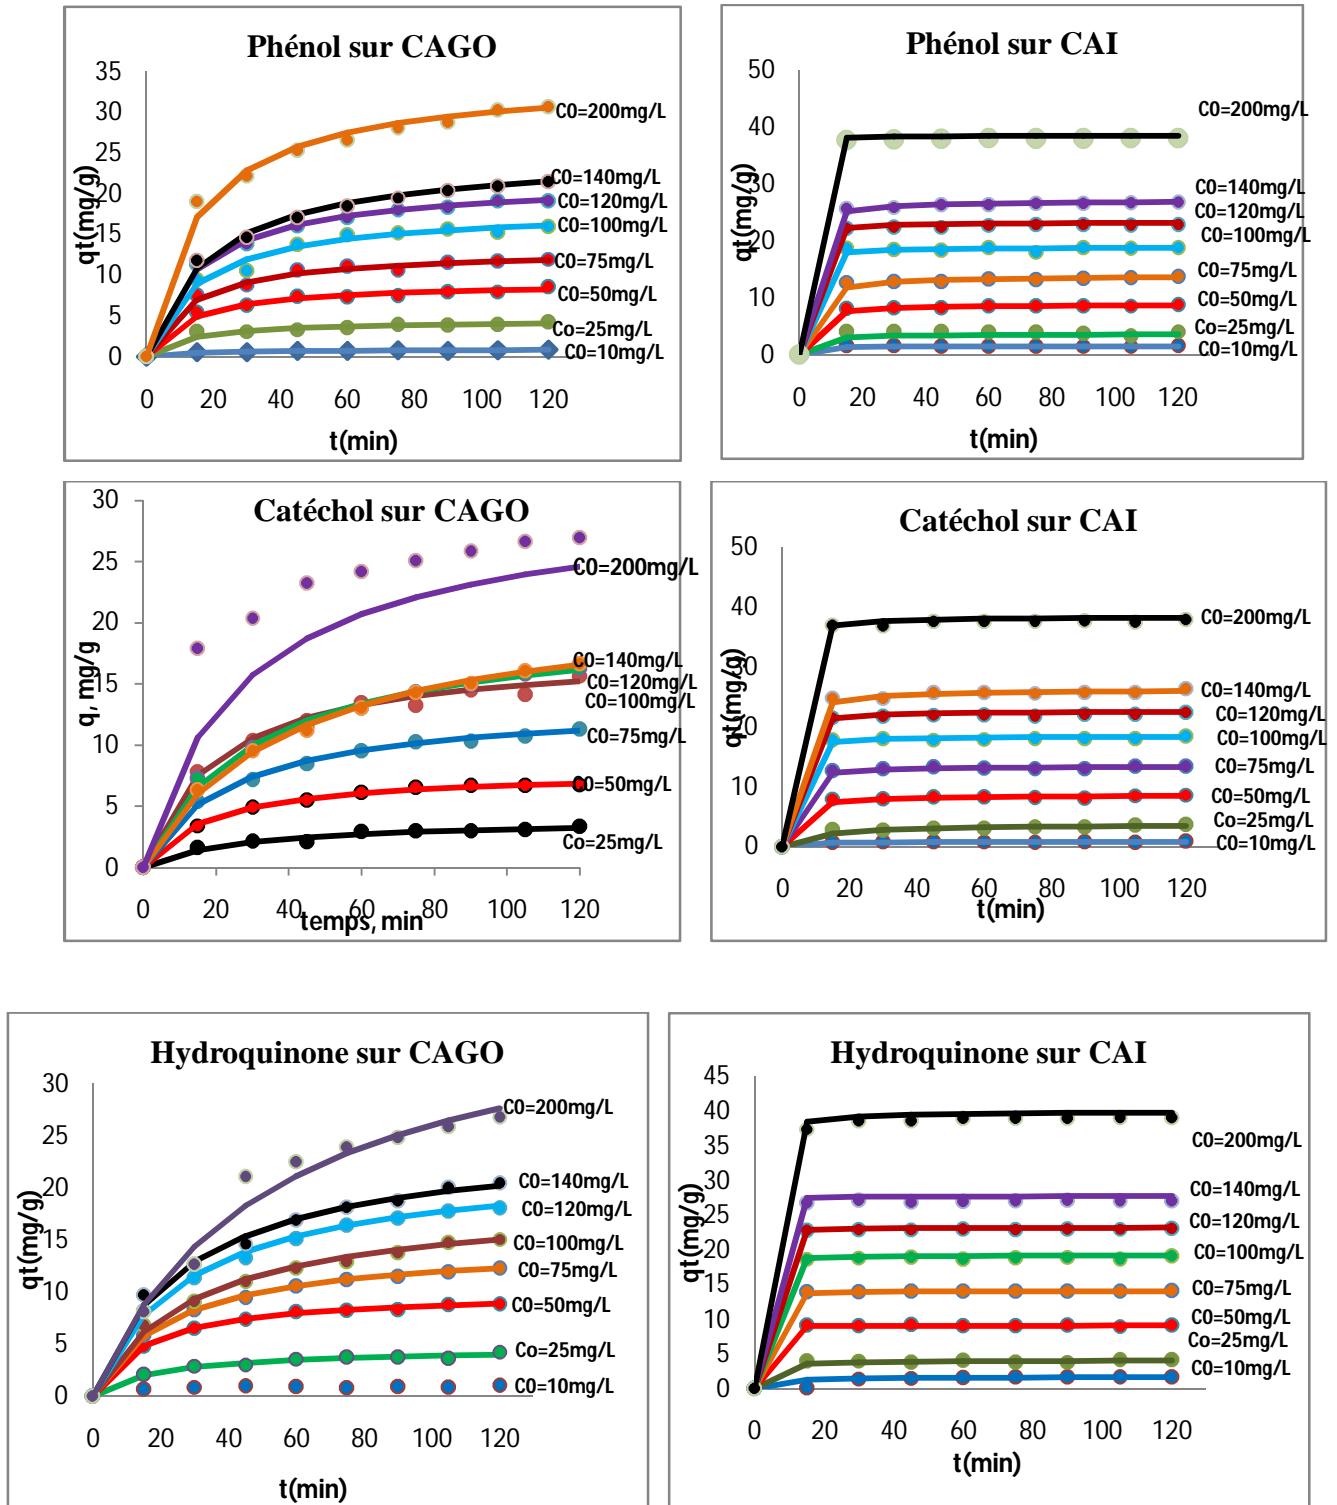 Phénol sur CAGO
35
30
25
20
15
10
5
0
qt(mg/g)
C0=200mg/L
C0=140mg/L
C0=120mg/L
C0=100mg/L
C0=75mg/L
C0=50mg/L
Co=25mg/L
C0=10mg/L
0 20 40 60 80 100 120
t(min)
Phénol sur CAI
50
40
30
20
10
0
qt(mg/g)
C0=200mg/L
C0=140mg/L
C0=120mg/L
C0=100mg/L
C0=75mg/L
C0=50mg/L
Co=25mg/L
C0=10mg/L
0 20 40 60 80 100 120
t(min)
Catéchol sur CAGO
30
25
20
15
10
5
0
q, mg/g
C0=200mg/L
C0=140mg/L
C0=120mg/L
C0=100mg/L
C0=75mg/L
C0=50mg/L
Co=25mg/L
0 20 40 60 80 100 120
temps, min
Catéchol sur CAI
50
40
30
20
10
0
qt(mg/g)
C0=200mg/L
C0=140mg/L
C0=120mg/L
C0=100mg/L
C0=75mg/L
C0=50mg/L
Co=25mg/L
C0=10mg/L
0 20 40 60 80 100 120
t(min)
Hydroquinone sur CAGO
30
25
20
15
10
5
0
qt(mg/g)
C0=200mg/L
C0=140mg/L
C0=120mg/L
C0=100mg/L
C0=75mg/L
C0=50mg/L
Co=25mg/L
C0=10mg/L
0 20 40 60 80 100 120
t(min)
Hydroquinone sur CAI
45
40
35
30
25
20
15
10
5
0
qt(mg/g)
C0=200mg/L
C0=140mg/L
C0=120mg/L
C0=100mg/L
C0=75mg/L
C0=50mg/L
Co=25mg/L
C0=10mg/L
0 20 40 60 80 100 120
t(min)